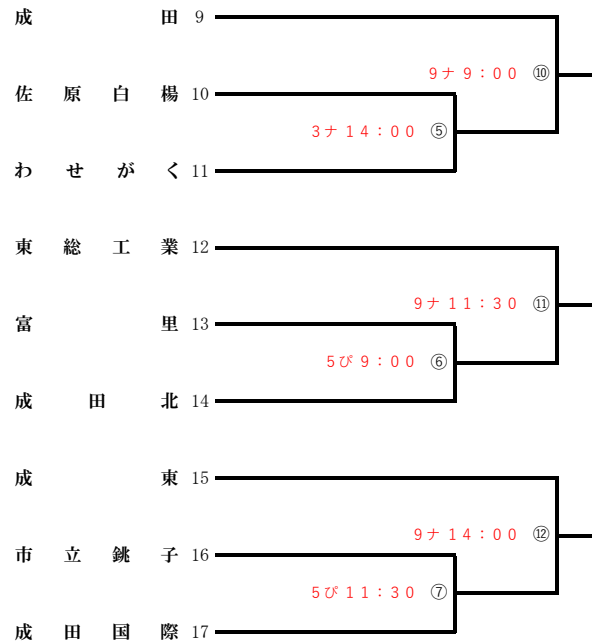 成田 9
9ナ 9：00 ⑩
佐原白楊 10
3ナ 14：00 ⑤
わせがく 11
東総工業 12
9ナ 11：30 ⑪
富里 13
5ぴ 9：00 ⑥
成田北 14
成東 15
9ナ 14：00 ⑫
市立銚子 16
5ぴ 11：30 ⑦
成田国際 17